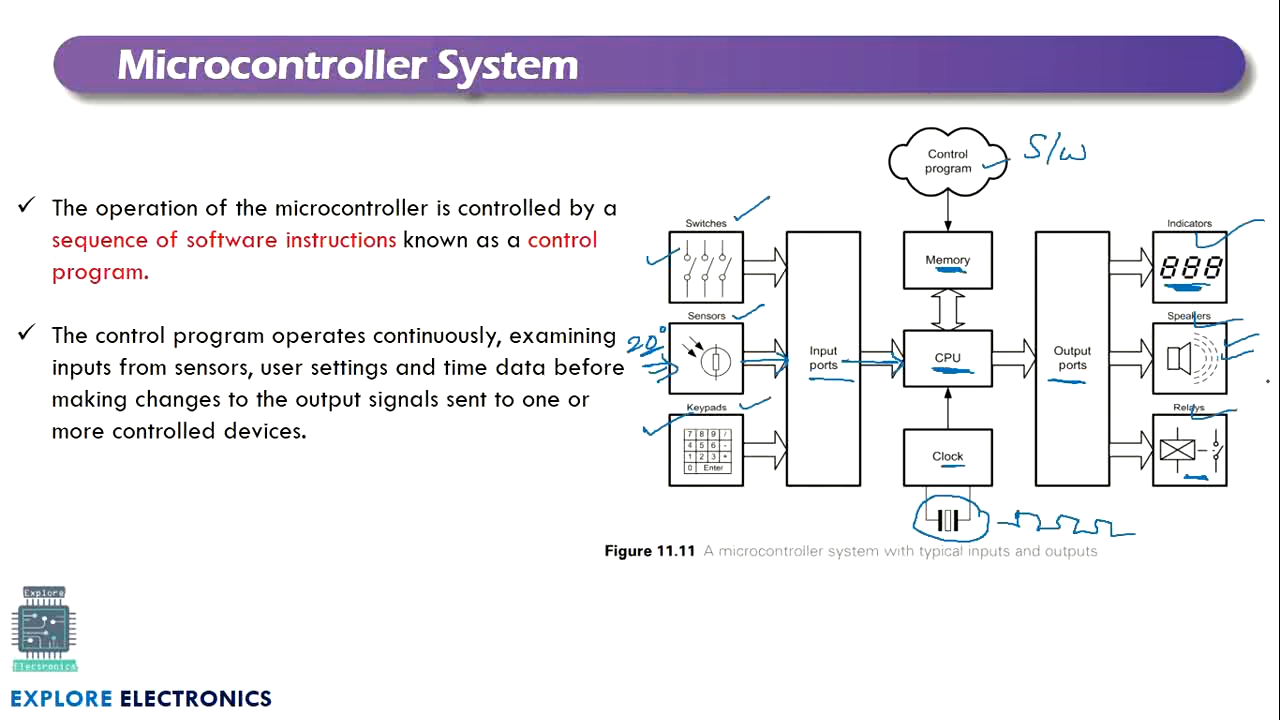 Microcontroller System
✓ The operation of the microcontroller is controlled by a
sequence of software instructions known as a control
program.
✓ The control program operates continuously, examining
inputs from sensors, user settings and time data before
making changes to the output signals sent to one or
more controlled devices.
Control
program
S/W
Switches
Memory
Indicators
888
Sensors
20°
Input
ports
CPU
Output
ports
Speakers
Keypads
7 8 9 /
4 5 6 -
1 2 3 +
0 Enter
Clock
Relays
Figure 11.11 A microcontroller system with typical inputs and outputs
Explore
Electronics
EXPLORE ELECTRONICS